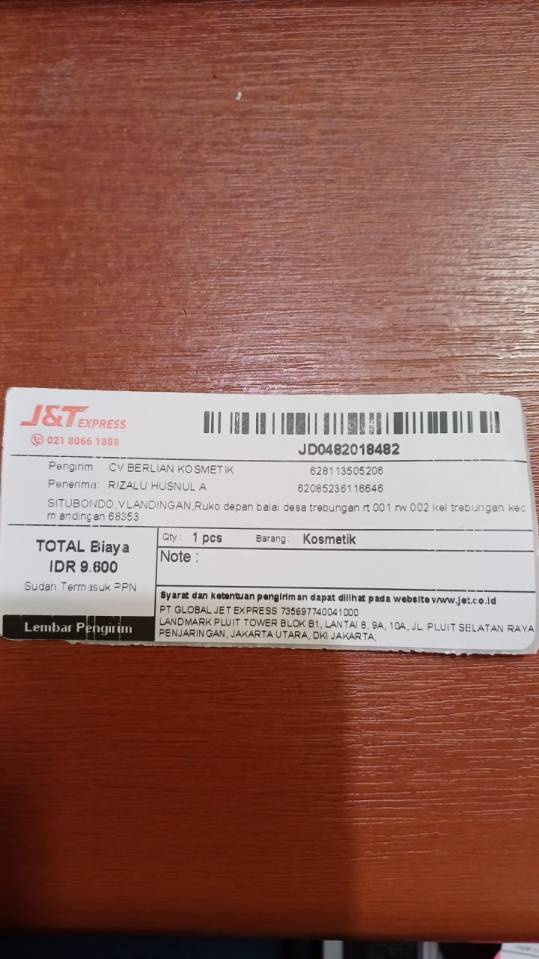 J&T EXPRESS
021 8066 1888
JD0482018482
Pengirim CV BERLIAN KOSMETIK 628113505206
Penerima: RIZALU HUSNUL A 62085236116646
SITUBONDO,MLANDINGAN,Ruko depan balai desa trebungan rt 001 rw 002 kel trebungan kec
mlandingan 68353
TOTAL Biaya
IDR 9.600
Sudah Termasuk PPN
Lembar Pengirim
Qty: 1 pcs Barang: Kosmetik
Note :
Syarat dan ketentuan pengiriman dapat dilihat pada website www.jet.co.id
PT GLOBAL JET EXPRESS 735697740041000
LANDMARK PLUIT TOWER BLOK B1, LANTAI 8, 9A, 10A, JL. PLUIT SELATAN RAYA
PENJARINGAN, JAKARTA UTARA, DKI JAKARTA;